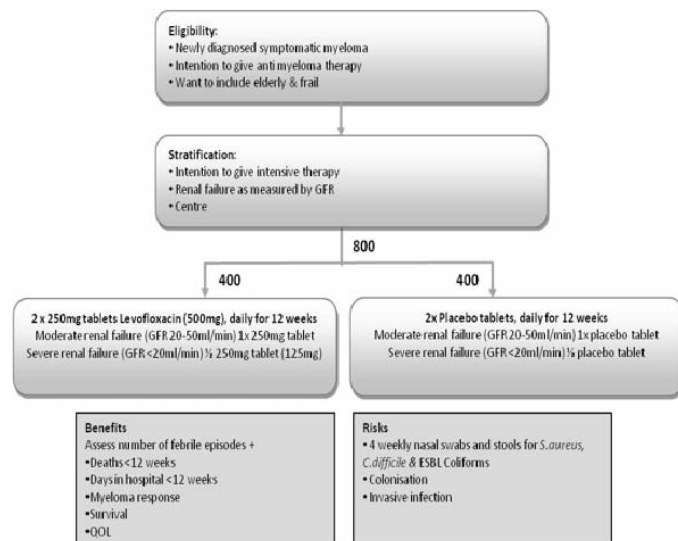 Eligibility:
• Newly diagnosed symptomatic myeloma
• Intention to give anti myeloma therapy
• Want to include elderly & frail
Stratification:
• Intention to give intensive therapy
• Renal failure as measured by GFR
• Centre
800
400
400
2 x 250mg tablets Levofloxacin (500mg), daily for 12 weeks
Moderate renal failure (GFR 20-50ml/min) 1x 250mg tablet
Severe renal failure (GFR <20ml/min) ½ 250mg tablet (125mg)
2x Placebo tablets, daily for 12 weeks
Moderate renal failure (GFR 20-50ml/min) 1x placebo tablet
Severe renal failure (GFR <20ml/min) ½ placebo tablet
Benefits
Assess number of febrile episodes +
•Deaths <12 weeks
•Days in hospital <12 weeks
•Myeloma response
•Survival
•QOL
Risks
• 4 weekly nasal swabs and stools for S.aureus,
C.difficile & ESBL Coliforms
• Colonisation
• Invasive infection